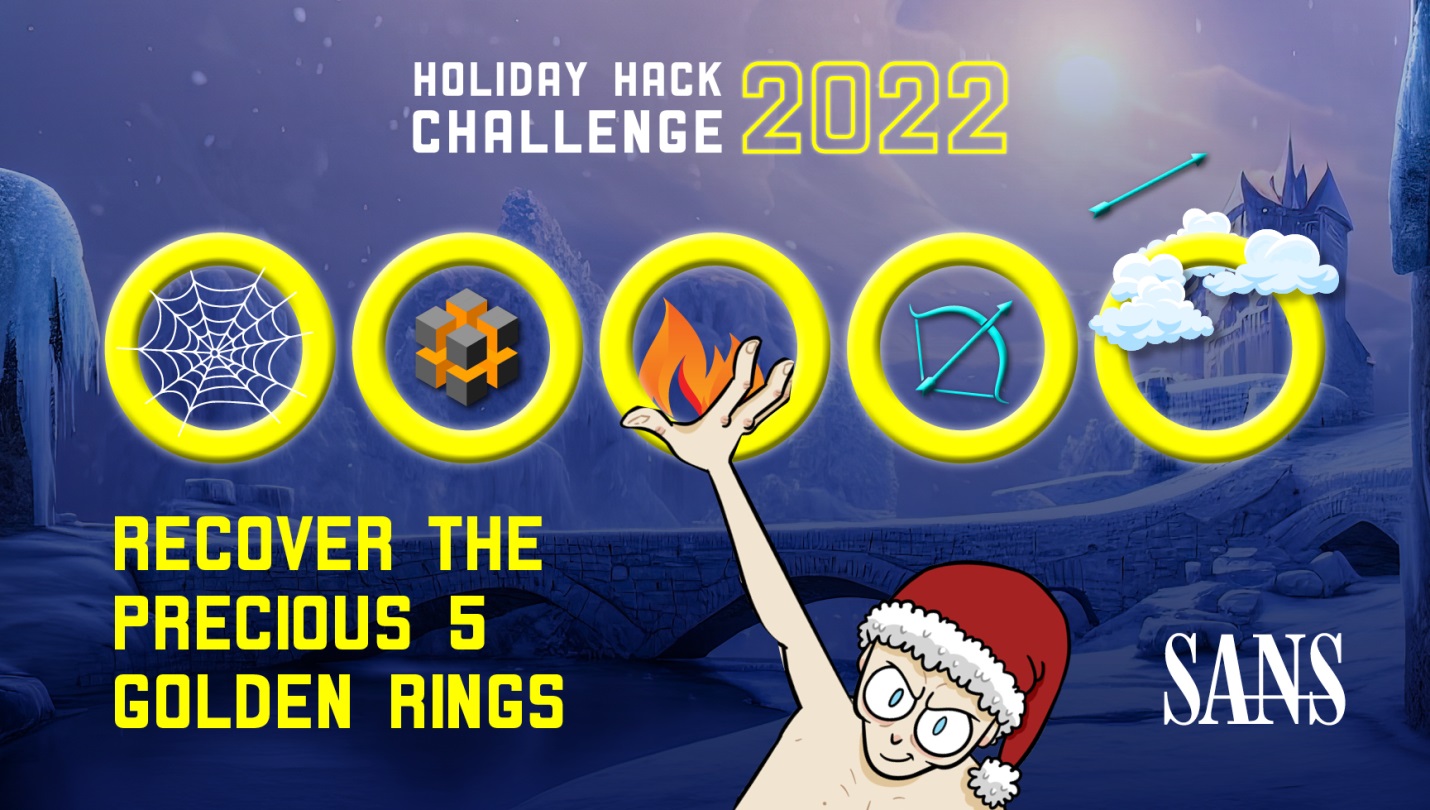 HOLIDAY HACK
CHALLENGE 2022
RECOVER THE
PRECIOUS 5
GOLDEN RINGS
SANS